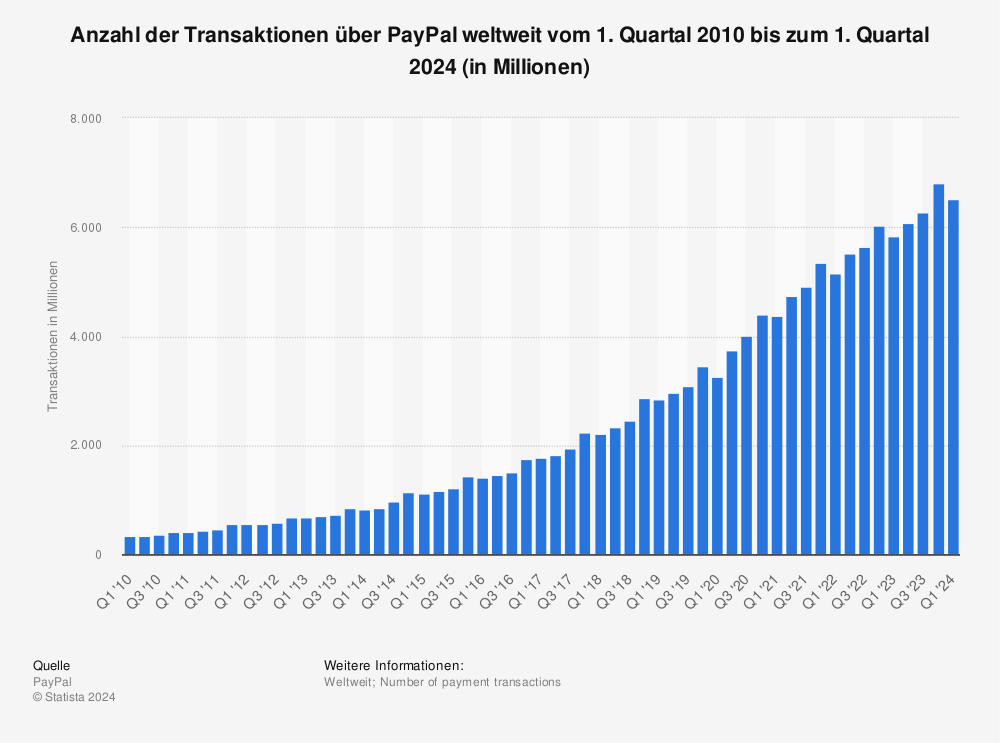 Anzahl der Transaktionen über PayPal weltweit vom 1. Quartal 2010 bis zum 1. Quartal
2024 (in Millionen)
8.000
6.000
4.000
2.000
0
Transaktionen in Millionen
Q1 '10
Q3 '10
Q1 '11
Q3 '11
Q1 '12
Q3 '12
Q1 '13
Q3 '13
Q1 '14
Q3 '14
Q1 '15
Q3 '15
Q1 '16
Q3 '16
Q1 '17
Q3 '17
Q1 '18
Q3 '18
Q1 '19
Q3 '19
Q1 '20
Q3 '20
Q1 '21
Q3 '21
Q1 '22
Q3 '22
Q1 '23
Q3 '23
Q1 '24
Quelle
PayPal
© Statista 2024
Weitere Informationen:
Weltweit; Number of payment transactions